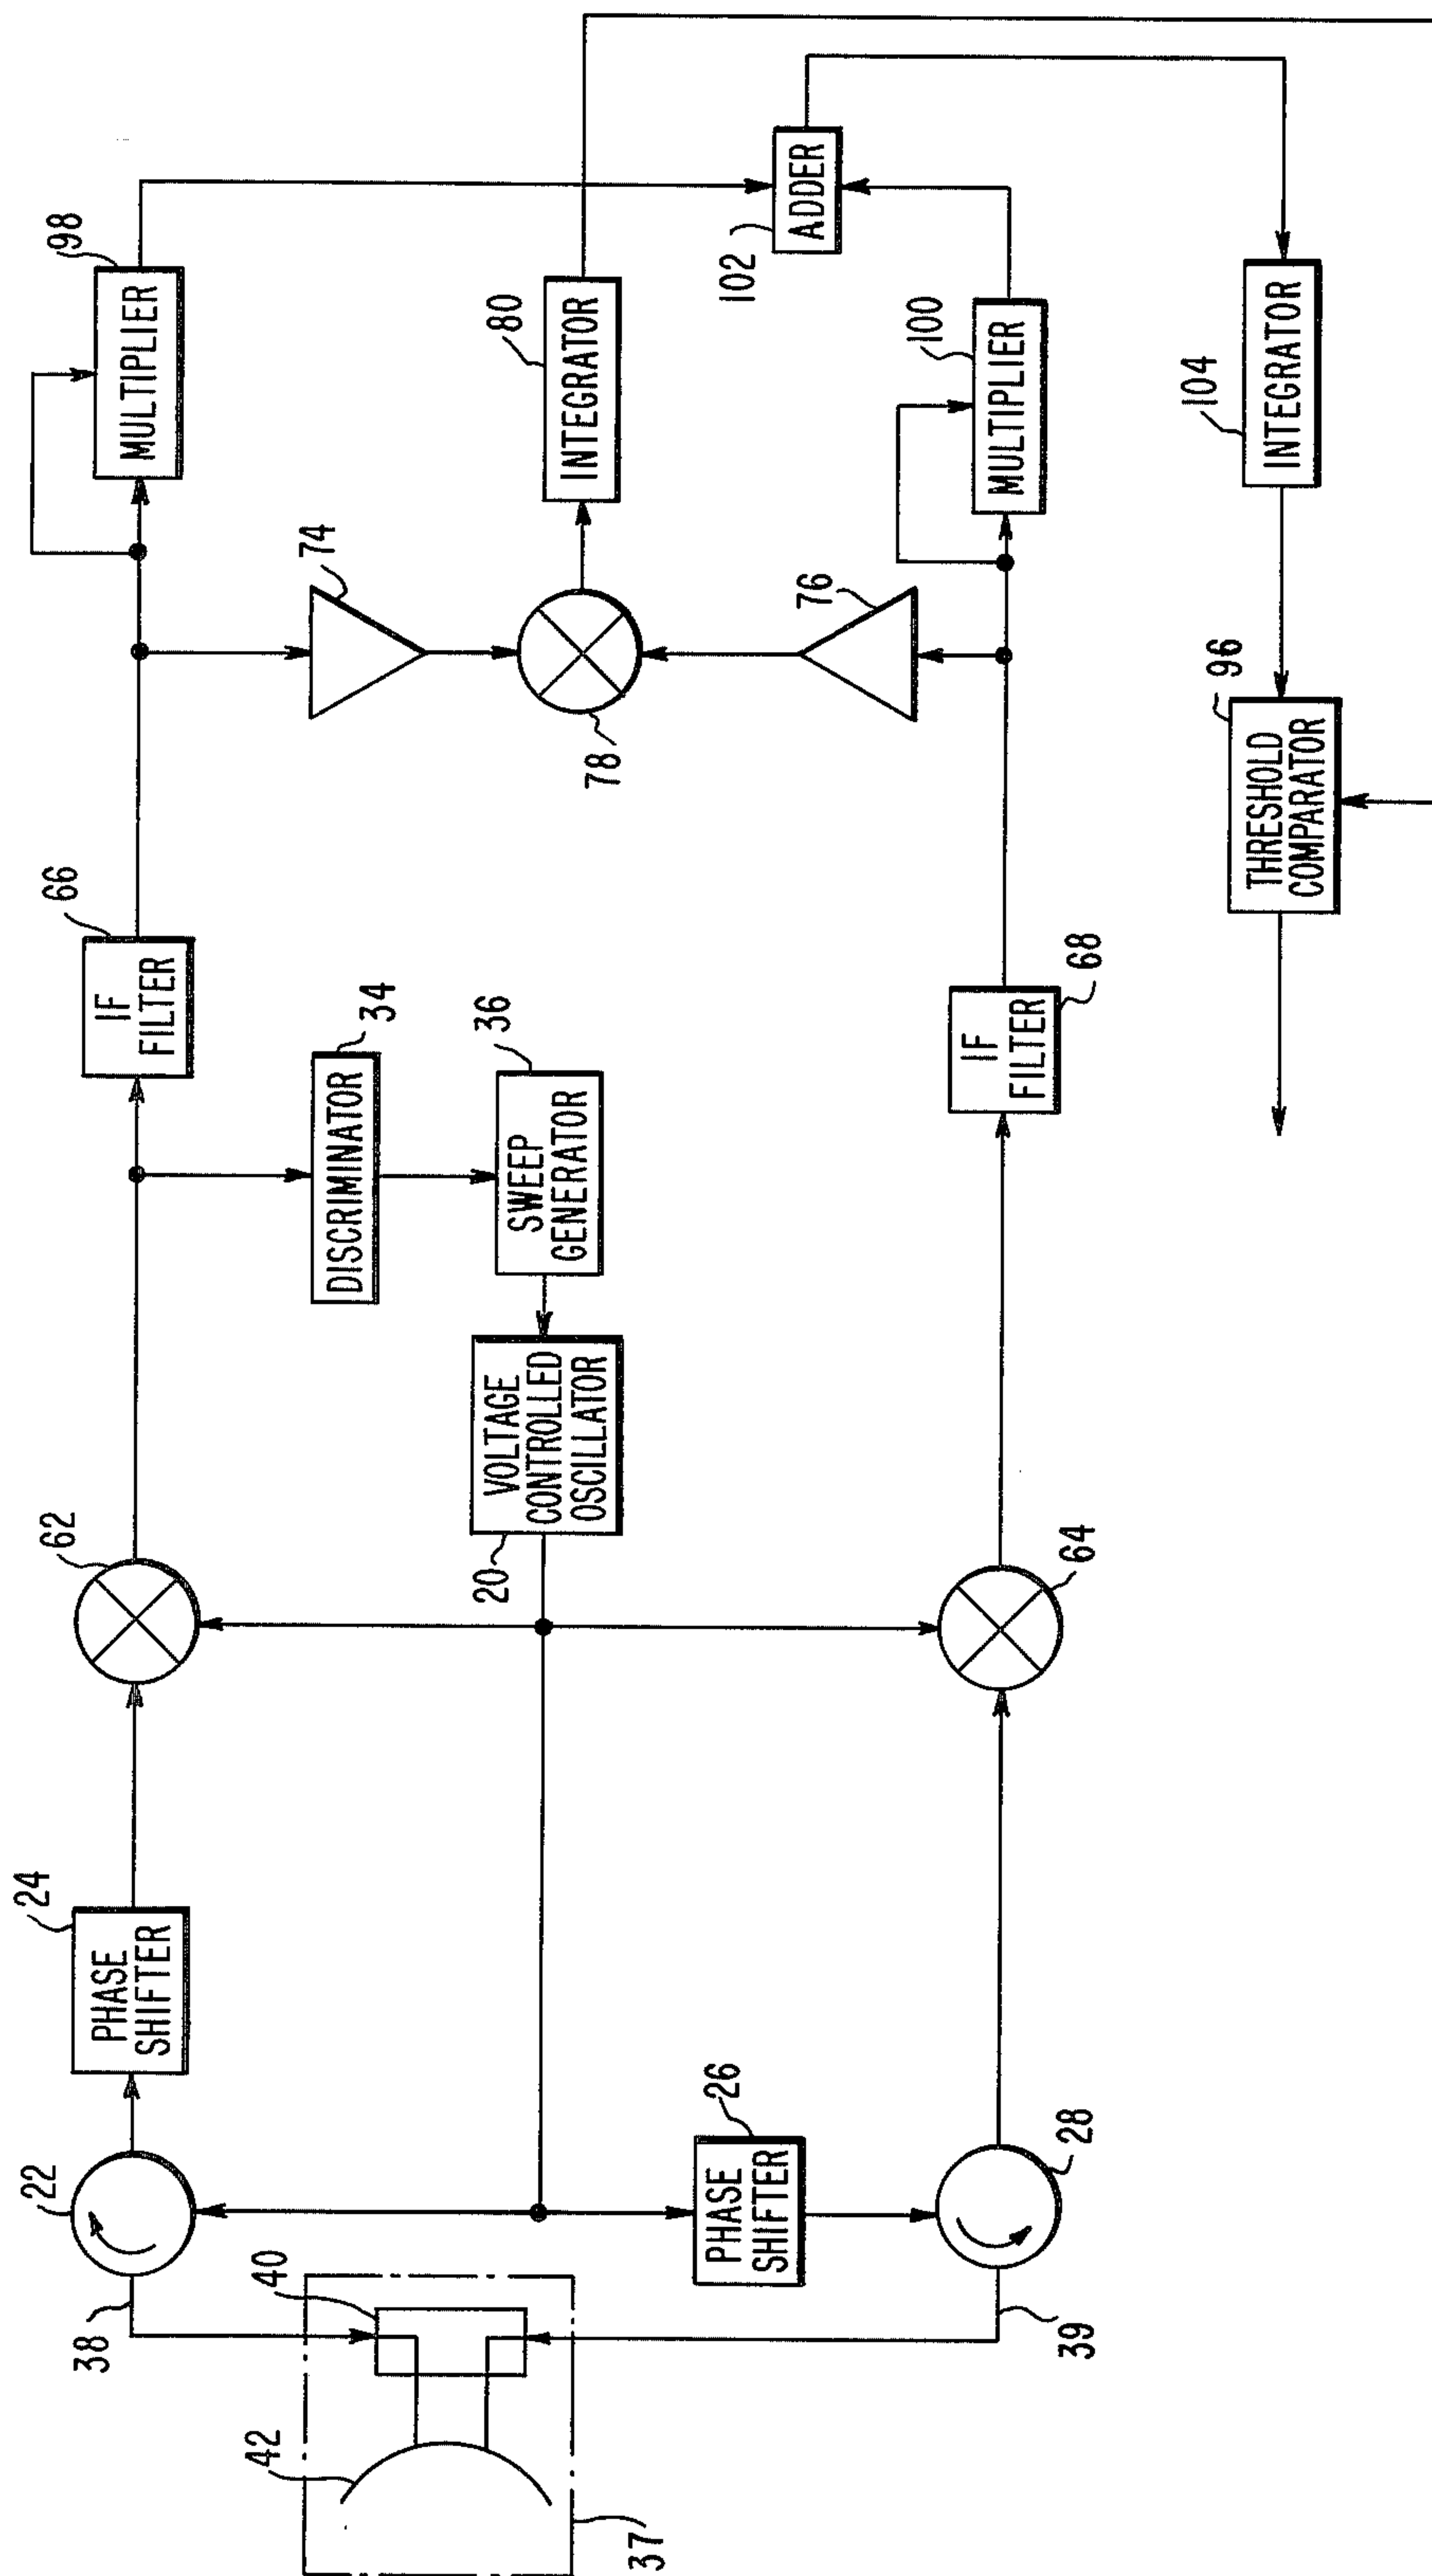 22
24
PHASE
SHIFTER
62
66
IF
FILTER
98
MULTIPLIER
38
34
DISCRIMINATOR
74
42
40
36
SWEEP
GENERATOR
20
VOLTAGE
CONTROLLED
OSCILLATOR
78
80
INTEGRATOR
37
26
PHASE
SHIFTER
102
ADDER
76
39
28
64
IF
FILTER
68
100
MULTIPLIER
96
THRESHOLD
COMPARATOR
104
INTEGRATOR